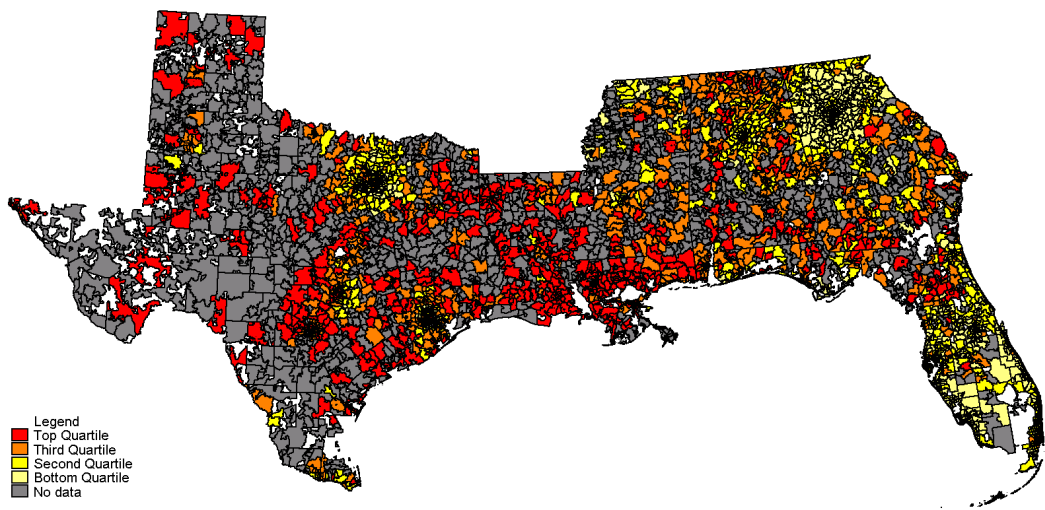 Legend
Top Quartile
Third Quartile
Second Quartile
Bottom Quartile
No data